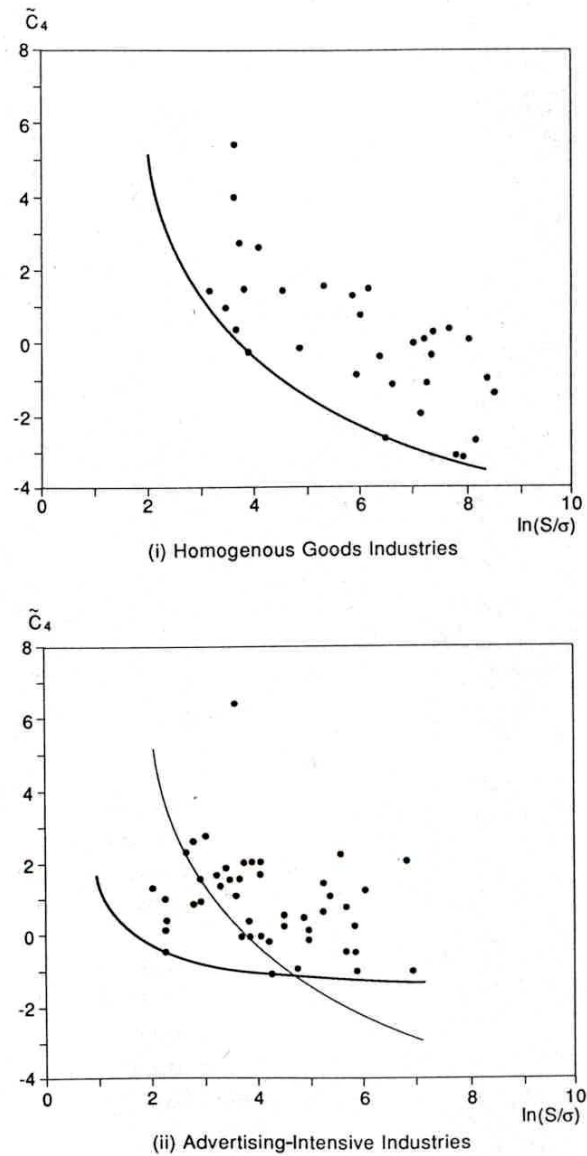 C̃₄
8
6
4
2
0
-2
-4
0 2 4 6 8 10
ln(S/σ)
(i) Homogenous Goods Industries
C̃₄
8
6
4
2
0
-2
-4
0 2 4 6 8 10
ln(S/σ)
(ii) Advertising-Intensive Industries